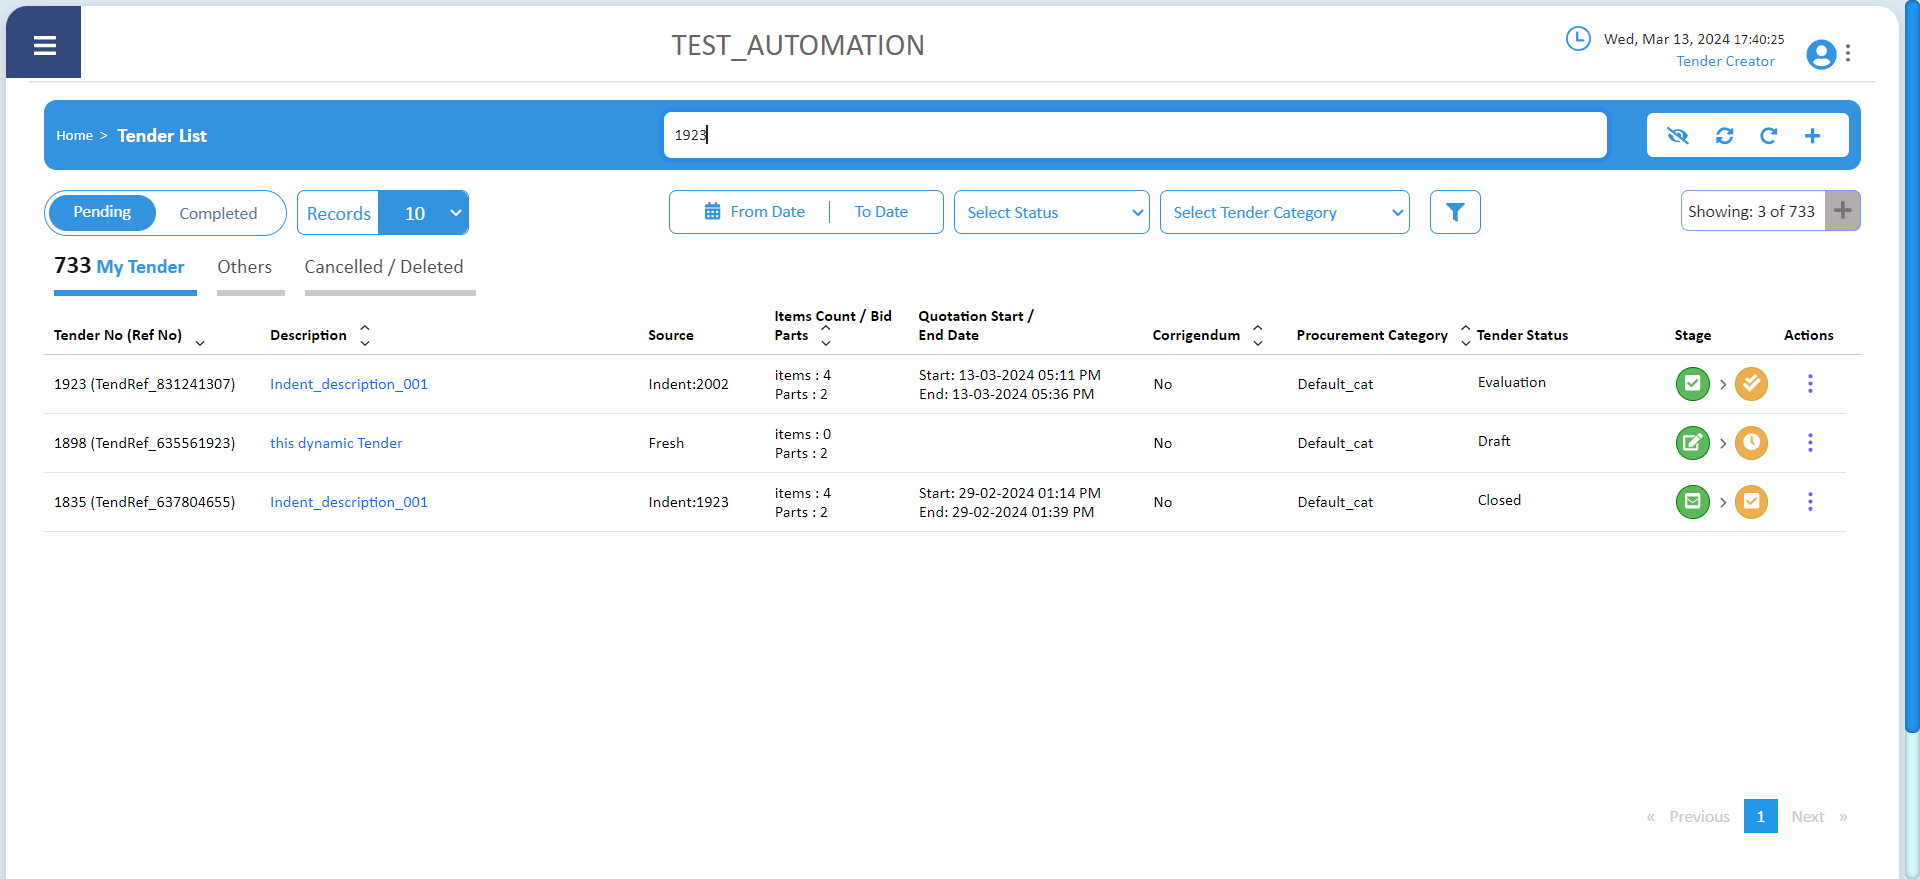 TEST_AUTOMATION
Wed, Mar 13, 2024 17:40:25
Tender Creator
Home > Tender List
1923
Pending
Completed
Records 10
From Date
To Date
Select Status
Select Tender Category
Showing: 3 of 733
733 My Tender
Others
Cancelled / Deleted
Tender No (Ref No)
Description
Source
Items Count / Bid
Parts
Quotation Start /
End Date
Corrigendum
Procurement Category
Tender Status
Stage
Actions
1923 (TendRef_831241307)
Indent_description_001
Indent:2002
items : 4
Parts : 2
Start: 13-03-2024 05:11 PM
End: 13-03-2024 05:36 PM
No
Default_cat
Evaluation
1898 (TendRef_635561923)
this dynamic Tender
Fresh
items : 0
Parts : 2
No
Default_cat
Draft
1835 (TendRef_637804655)
Indent_description_001
Indent:1923
items : 4
Parts : 2
Start: 29-02-2024 01:14 PM
End: 29-02-2024 01:39 PM
No
Default_cat
Closed
« Previous 1 Next »